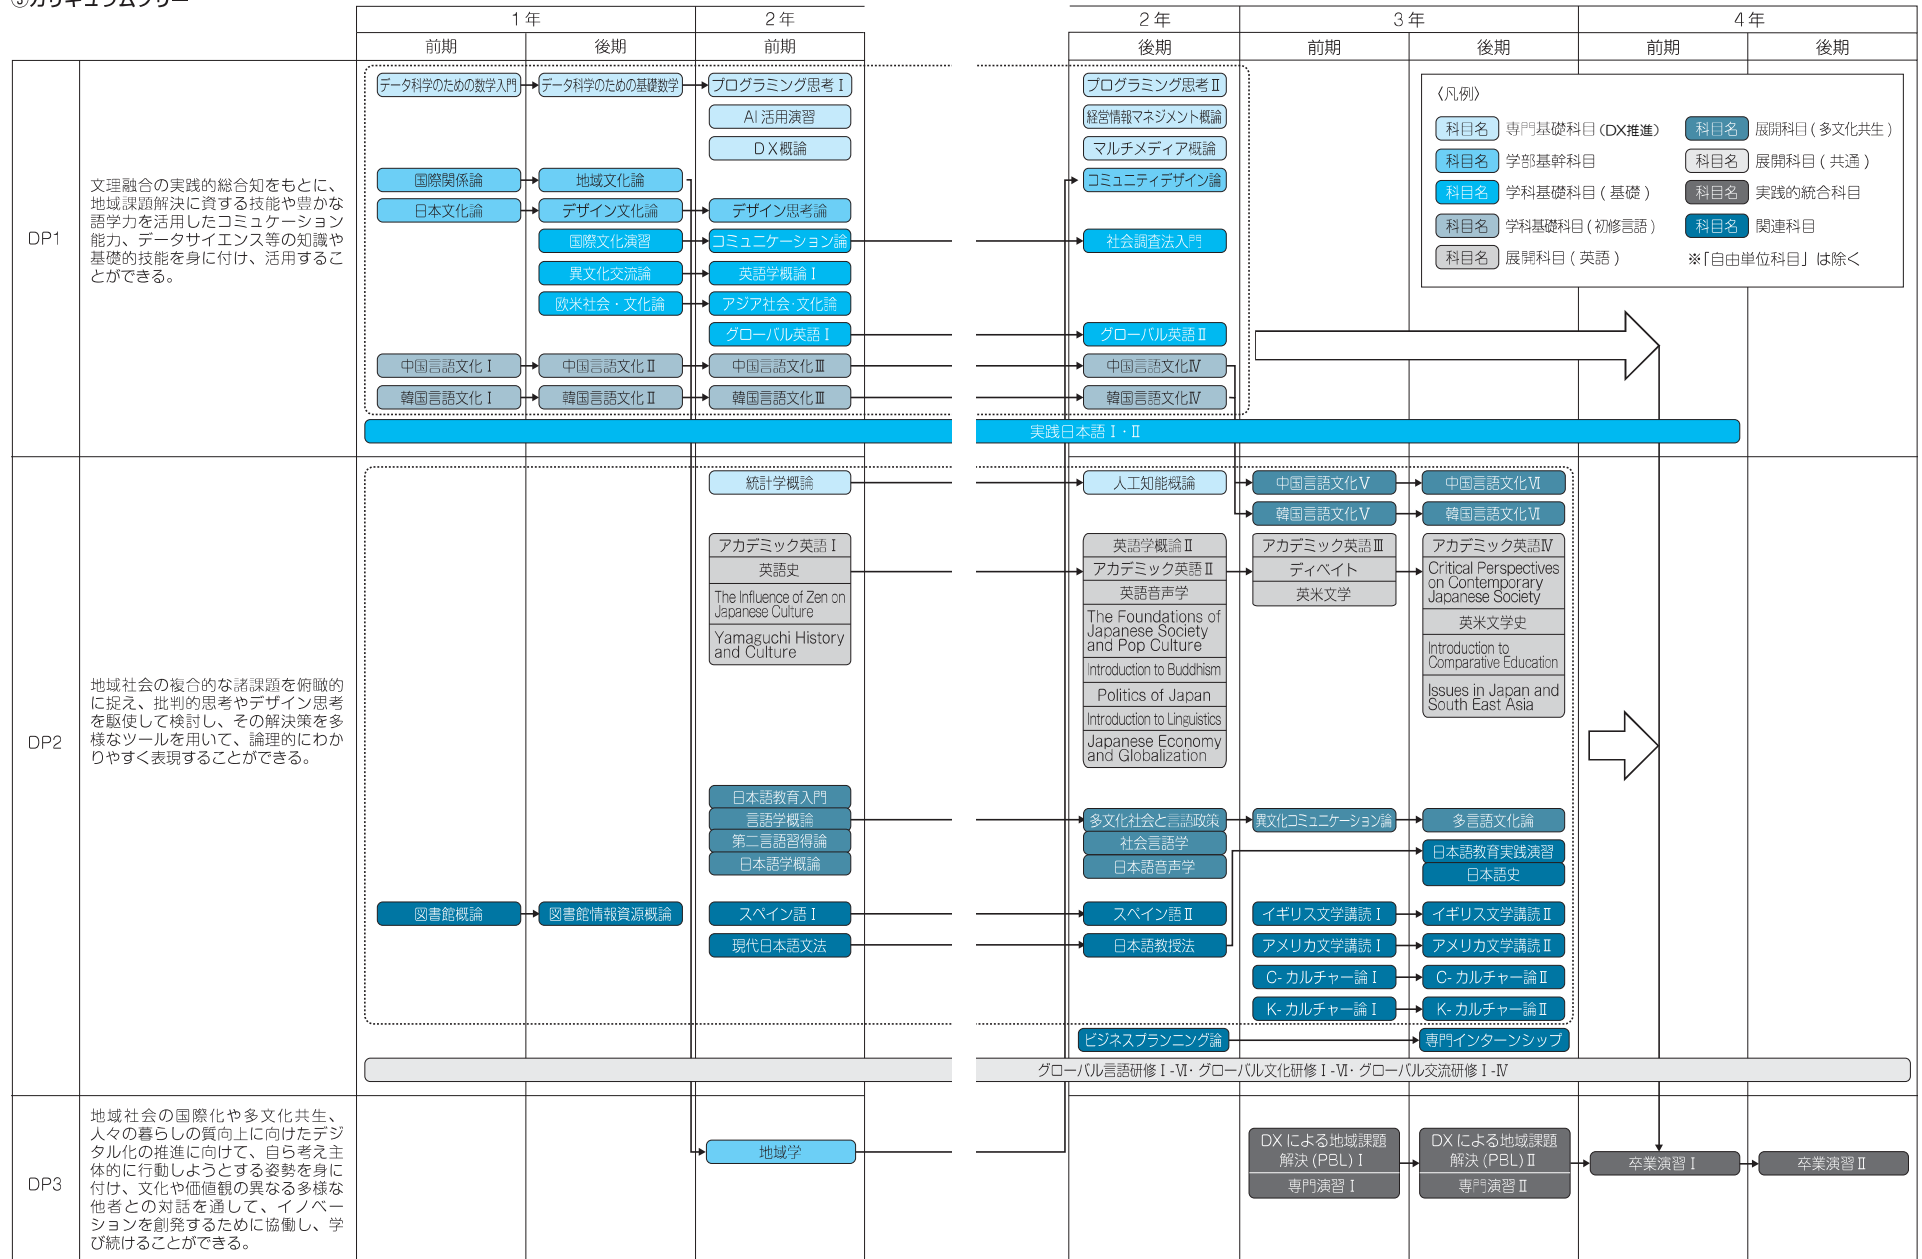 ③カリキュラムツリー
1年
2年
2年
3年
4年
前期
後期
前期
後期
前期
後期
前期
後期
DP1
文理融合の実践的総合知をもとに、
地域課題解決に資する技能や豊かな
語学力を活用したコミュケーション
能力、データサイエンス等の知識や
基礎的技能を身に付け、活用するこ
とができる。
データ科学のための数学入門
データ科学のための基礎数学
プログラミング思考Ⅰ
プログラミング思考Ⅱ
AI活用演習
経営情報マネジメント概論
DX概論
マルチメディア概論
国際関係論
地域文化論
コミュニティデザイン論
日本文化論
デザイン文化論
デザイン思考論
国際文化演習
コミュニケーション論
社会調査法入門
異文化交流論
英語学概論Ⅰ
欧米社会・文化論
アジア社会・文化論
グローバル英語Ⅰ
グローバル英語Ⅱ
中国言語文化Ⅰ
中国言語文化Ⅱ
中国言語文化Ⅲ
中国言語文化Ⅳ
韓国言語文化Ⅰ
韓国言語文化Ⅱ
韓国言語文化Ⅲ
韓国言語文化Ⅳ
実践日本語Ⅰ・Ⅱ
〈凡例〉
科目名 専門基礎科目(DX推進)
科目名 展開科目(多文化共生)
科目名 学部基幹科目
科目名 展開科目(共通)
科目名 学科基礎科目(基礎)
科目名 実践的統合科目
科目名 学科基礎科目(初修言語)
科目名 関連科目
科目名 展開科目(英語)
※「自由単位科目」は除く
DP2
地域社会の複合的な諸課題を俯瞰的
に捉え、批判的思考やデザイン思考
を駆使して検討し、その解決策を多
様なツールを用いて、論理的にわか
りやすく表現することができる。
統計学概論
人工知能概論
中国言語文化Ⅴ
中国言語文化Ⅵ
韓国言語文化Ⅴ
韓国言語文化Ⅵ
アカデミック英語Ⅰ
英語史
The Influence of Zen on
Japanese Culture
Yamaguchi History
and Culture
英語学概論Ⅱ
アカデミック英語Ⅱ
英語音声学
The Foundations of
Japanese Society
and Pop Culture
Introduction to Buddhism
Politics of Japan
Introduction to Linguistics
Japanese Economy
and Globalization
アカデミック英語Ⅲ
ディベイト
英米文学
アカデミック英語Ⅳ
Critical Perspectives
on Contemporary
Japanese Society
英米文学史
Introduction to
Comparative Education
Issues in Japan and
South East Asia
日本語教育入門
言語学概論
第二言語習得論
日本語学概論
多文化社会と言語政策
社会言語学
日本語音声学
異文化コミュニケーション論
多言語文化論
日本語教育実践演習
日本語史
図書館概論
図書館情報資源概論
スペイン語Ⅰ
スペイン語Ⅱ
イギリス文学講読Ⅰ
イギリス文学講読Ⅱ
現代日本語文法
日本語教授法
アメリカ文学講読Ⅰ
アメリカ文学講読Ⅱ
C-カルチャー論Ⅰ
C-カルチャー論Ⅱ
K-カルチャー論Ⅰ
K-カルチャー論Ⅱ
ビジネスプランニング論
専門インターンシップ
グローバル言語研修Ⅰ-Ⅵ・グローバル文化研修Ⅰ-Ⅵ・グローバル交流研修Ⅰ-Ⅳ
DP3
地域社会の国際化や多文化共生、
人々の暮らしの質向上に向けたデジ
タル化の推進に向けて、自ら考え主
体的に行動しようとする姿勢を身に
付け、文化や価値観の異なる多様な
他者との対話を通して、イノベー
ションを創発するために協働し、学
び続けることができる。
地域学
DXによる地域課題
解決(PBL)Ⅰ
専門演習Ⅰ
DXによる地域課題
解決(PBL)Ⅱ
専門演習Ⅱ
卒業演習Ⅰ
卒業演習Ⅱ